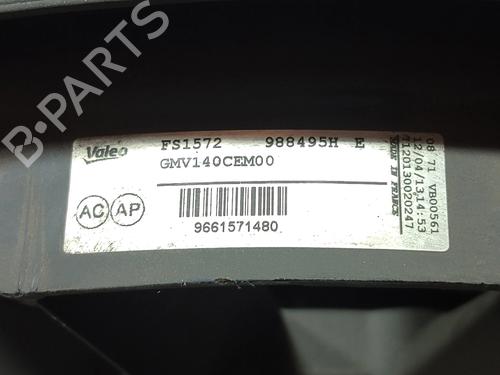 Valeo
FS1572 988495H E
GMV140CEM00
AC AP
9661571480
08 71 VB00561
12/04/13,14:53
7120130020247
MADE IN FRANCE
B-PARTS